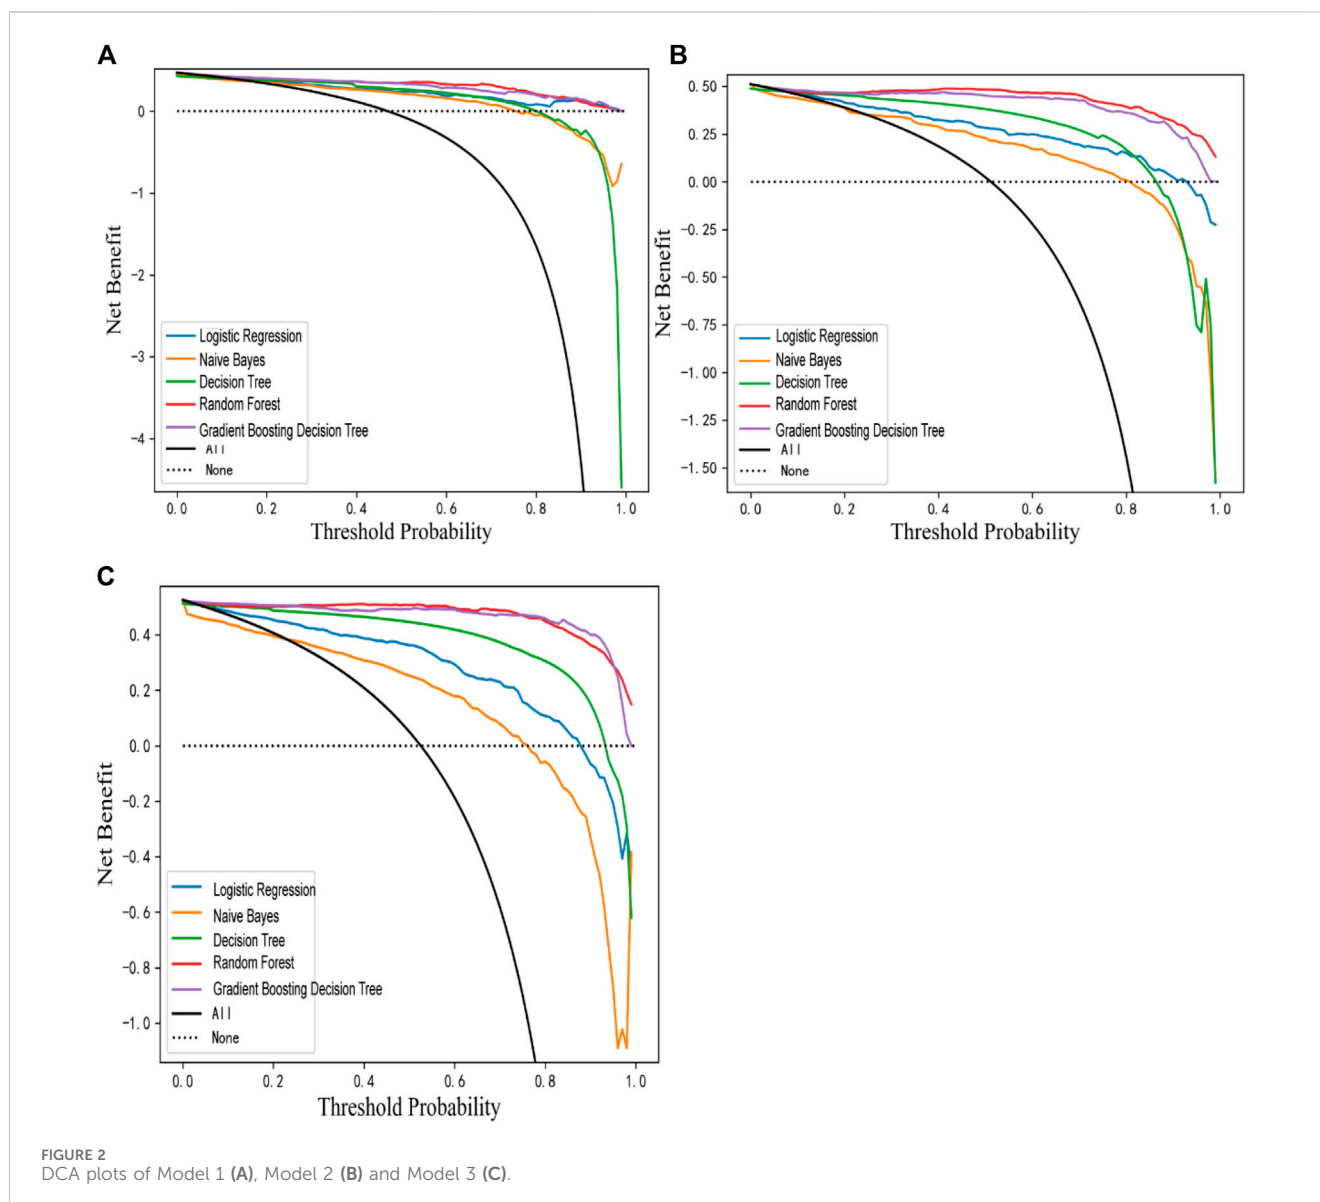 A
0
−1
−2
−3
−4
Net Benefit
Logistic Regression
Naive Bayes
Decision Tree
Random Forest
Gradient Boosting Decision Tree
All
None
0.0 0.2 0.4 0.6 0.8 1.0
Threshold Probability
B
0.50
0.25
0.00
−0.25
−0.50
−0.75
−1.00
−1.25
−1.50
Net Benefit
Logistic Regression
Naive Bayes
Decision Tree
Random Forest
Gradient Boosting Decision Tree
All
None
0.0 0.2 0.4 0.6 0.8 1.0
Threshold Probability
C
0.4
0.2
0.0
−0.2
−0.4
−0.6
−0.8
−1.0
Net Benefit
Logistic Regression
Naive Bayes
Decision Tree
Random Forest
Gradient Boosting Decision Tree
All
None
0.0 0.2 0.4 0.6 0.8 1.0
Threshold Probability
FIGURE 2
DCA plots of Model 1 (A), Model 2 (B) and Model 3 (C).